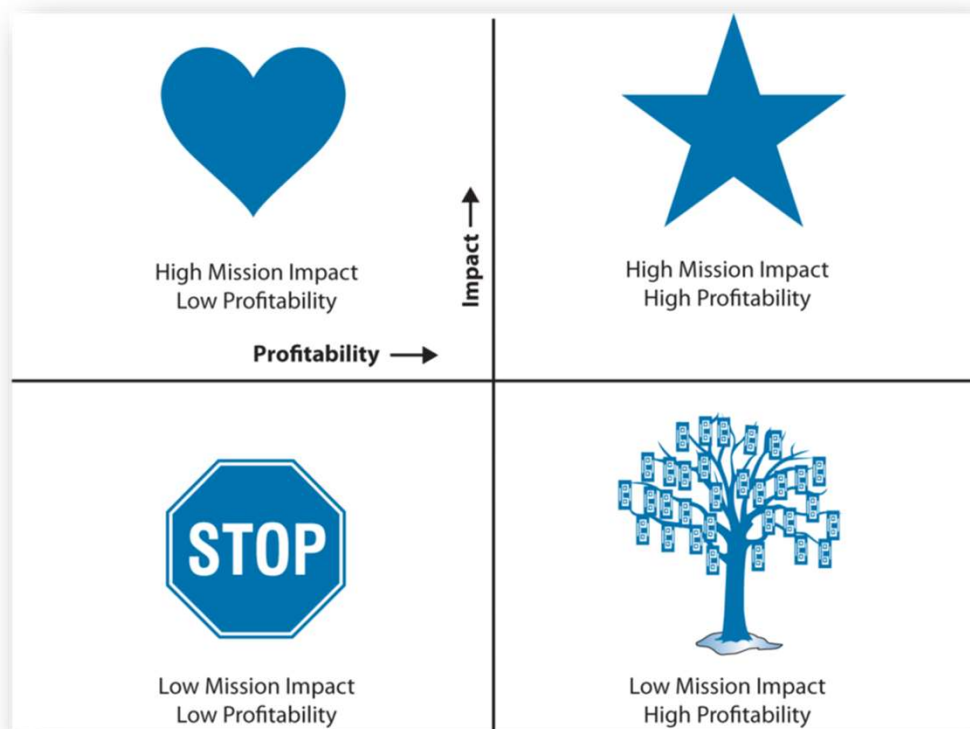 High Mission Impact
Low Profitability
High Mission Impact
High Profitability
Impact
Profitability
STOP
Low Mission Impact
Low Profitability
Low Mission Impact
High Profitability